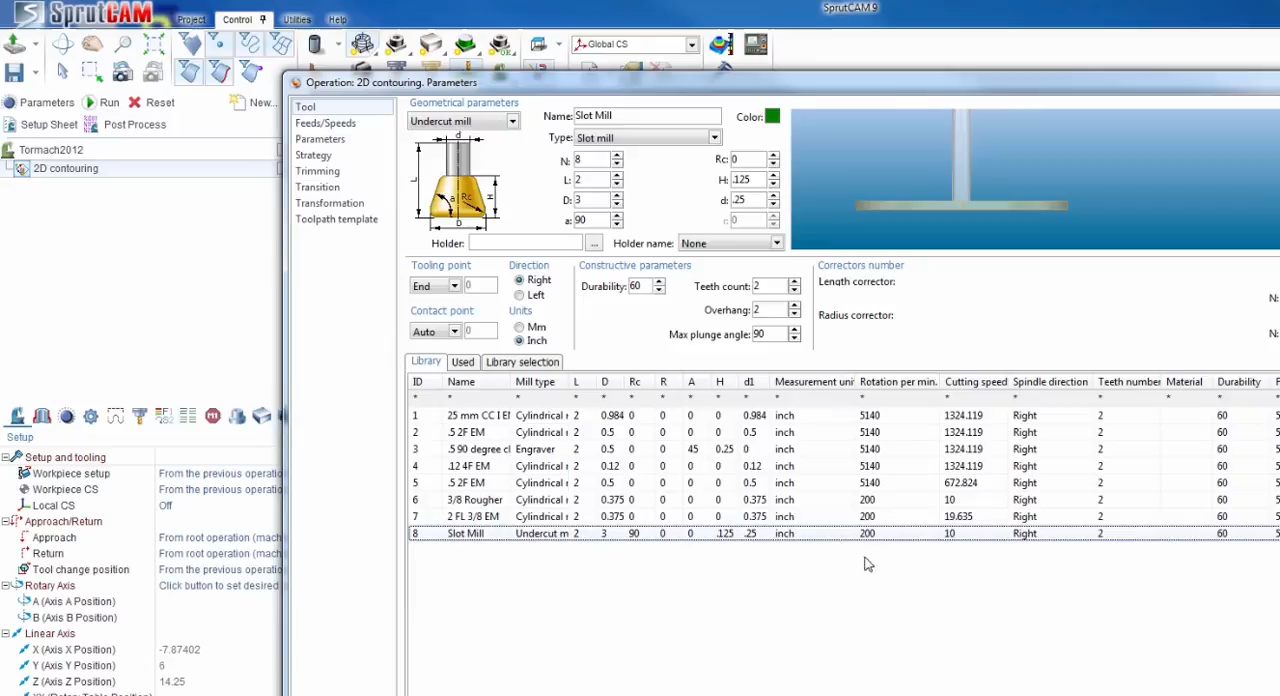 SprutCAM
Project Control Utilities Help
SprutCAM 9
Global CS
Parameters Run Reset New...
Setup Sheet Post Process
Tormach2012
2D contouring
Operation: 2D contouring. Parameters
Tool
Feeds/Speeds
Parameters
Strategy
Trimming
Transition
Transformation
Toolpath template
Geometrical parameters
Undercut mill
d
L
a
Rc
H
D
Name: Slot Mill
Color:
Type: Slot mill
N: 8
Rc: 0
L: 2
H: .125
D: 3
d: .25
a: 90
r: 0
Holder: ...
Holder name: None
Tooling point
End 0
Contact point
Auto 0
Direction
Right
Left
Units
Mm
Inch
Constructive parameters
Durability: 60
Teeth count: 2
Overhang: 2
Max plunge angle: 90
Correctors number
Length corrector:
N:
Radius corrector:
N:
Library Used Library selection
ID Name Mill type L D Rc R A H d1 Measurement unit Rotation per min. Cutting speed Spindle direction Teeth number Material Durability
* * * * * * * * * * * * * * * * *
1 25 mm CC I EI Cylindrical r 2 0.984 0 0 0 0 0.984 inch 5140 1324.119 Right 2 60
2 .5 2F EM Cylindrical r 2 0.5 0 0 0 0 0.5 inch 5140 1324.119 Right 2 60
3 .5 90 degree cl Engraver 2 0.5 0 0 45 0.25 0 inch 5140 1324.119 Right 2 60
4 .12 4F EM Cylindrical r 2 0.12 0 0 0 0 0.12 inch 5140 1324.119 Right 2 60
5 .5 2F EM Cylindrical r 2 0.5 0 0 0 0 0.5 inch 5140 672.824 Right 2 60
6 3/8 Rougher Cylindrical r 2 0.375 0 0 0 0 0.375 inch 200 10 Right 2 60
7 2 FL 3/8 EM Cylindrical r 2 0.375 0 0 0 0 0.375 inch 200 19.635 Right 2 60
8 Slot Mill Undercut m 2 3 90 0 0 .125 .25 inch 200 10 Right 2 60
Setup
Setup and tooling
Workpiece setup From the previous operatio
Workpiece CS From the previous operatio
Local CS Off
Approach/Return
Approach From root operation (mach
Return From root operation (mach
Tool change position From the previous operatio
Rotary Axis Click button to set desired
A (Axis A Position)
B (Axis B Position)
Linear Axis
X (Axis X Position) -7.87402
Y (Axis Y Position) 6
Z (Axis Z Position) 14.25